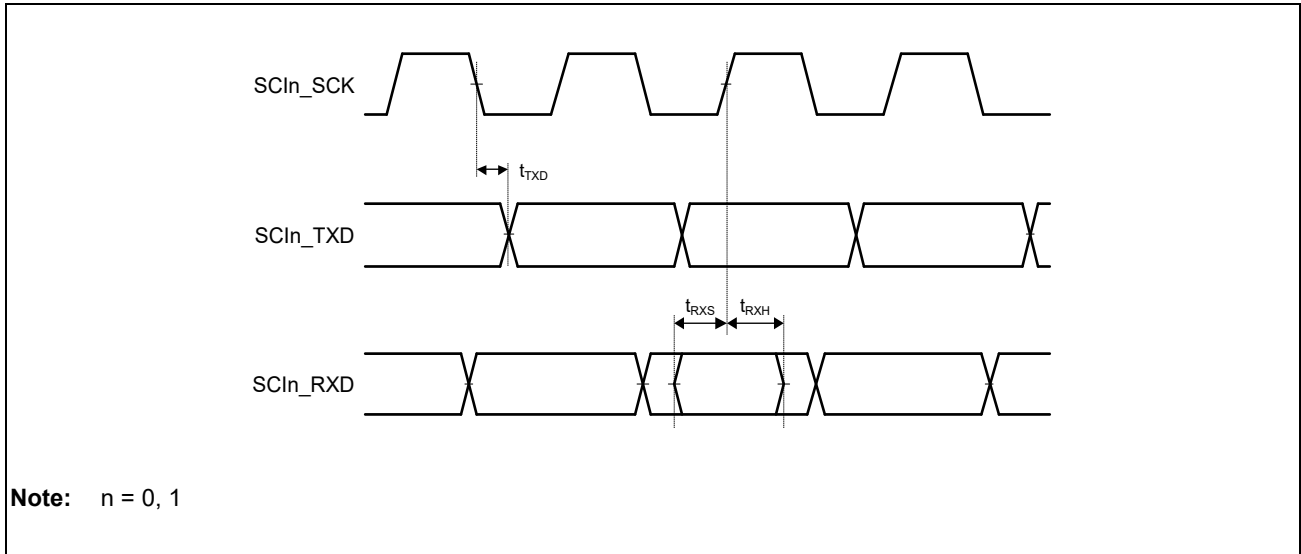 SCIn_SCK
tTXD
SCIn_TXD
tRXS tRXH
SCIn_RXD
Note: n = 0, 1